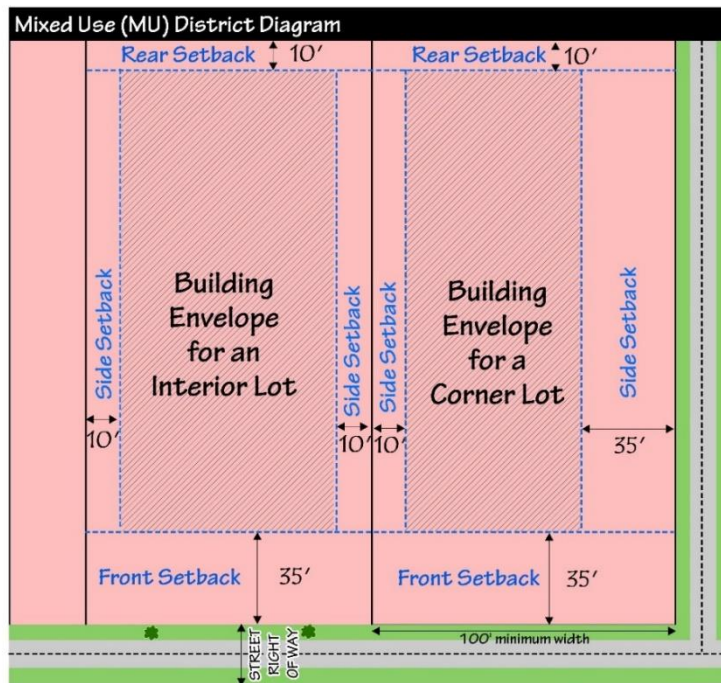 Mixed Use (MU) District Diagram
Rear Setback
10'
Rear Setback
10'
Side Setback
Building
Envelope
for an
Interior Lot
Side Setback
Side Setback
Building
Envelope
for a
Corner Lot
Side Setback
10'
10'
10'
35'
Front Setback
35'
Front Setback
35'
STREET
RIGHT
OF WAY
100' minimum width